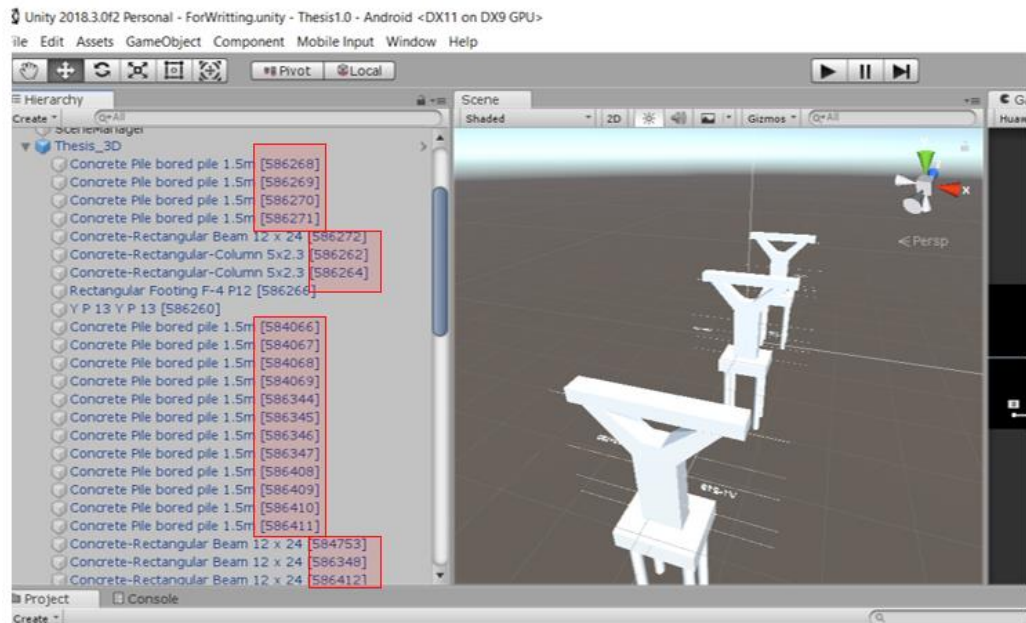 Unity 2018.3.0f2 Personal - ForWritting.unity - Thesis1.0 - Android <DX11 on DX9 GPU>
ile Edit Assets GameObject Component Mobile Input Window Help
Pivot Local
Hierarchy
Create
All
SceneManager
Thesis_3D
Concrete Pile bored pile 1.5m [586268]
Concrete Pile bored pile 1.5m [586269]
Concrete Pile bored pile 1.5m [586270]
Concrete Pile bored pile 1.5m [586271]
Concrete-Rectangular Beam 12 x 24 [586272]
Concrete-Rectangular-Column 5x2.3 [586262]
Concrete-Rectangular-Column 5x2.3 [586264]
Rectangular Footing F-4 P12 [586266]
Y P 13 Y P 13 [586260]
Concrete Pile bored pile 1.5m [584066]
Concrete Pile bored pile 1.5m [584067]
Concrete Pile bored pile 1.5m [584068]
Concrete Pile bored pile 1.5m [584069]
Concrete Pile bored pile 1.5m [586344]
Concrete Pile bored pile 1.5m [586345]
Concrete Pile bored pile 1.5m [586346]
Concrete Pile bored pile 1.5m [586347]
Concrete Pile bored pile 1.5m [586408]
Concrete Pile bored pile 1.5m [586409]
Concrete Pile bored pile 1.5m [586410]
Concrete Pile bored pile 1.5m [586411]
Concrete-Rectangular Beam 12 x 24 [584753]
Concrete-Rectangular Beam 12 x 24 [586348]
Concrete-Rectangular Beam 12 x 24 [586412]
Scene
Shaded 2D Gizmos All
x
Persp
G
Huaw
Project Console
Create